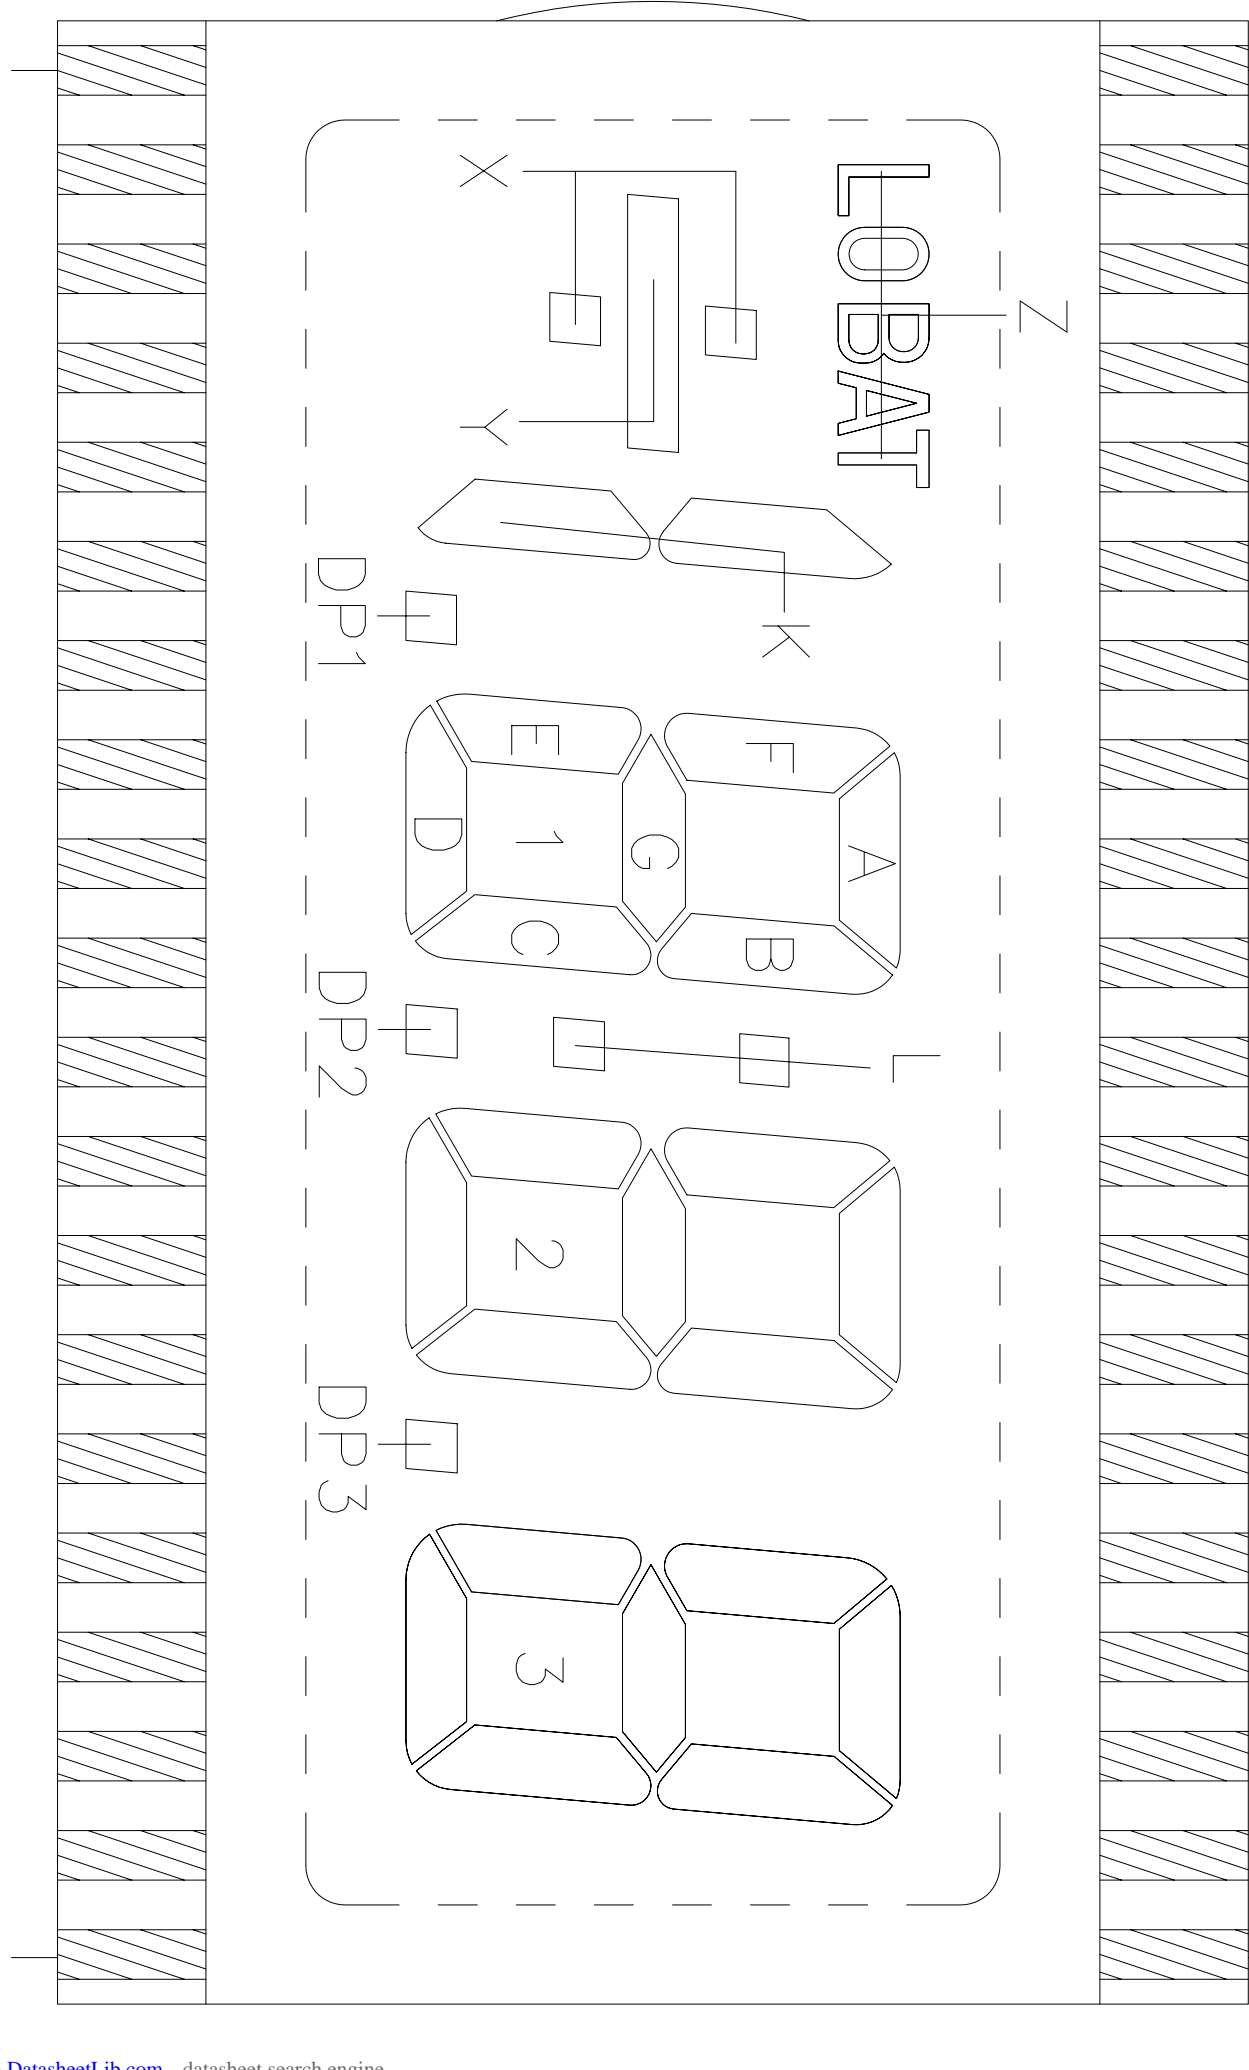 LOBAT
Z
X
Y
K
F
A
E
G
B
1
D
C
L
2
3
DP1
DP2
DP3
DatasheetLib.com datasheet search engine